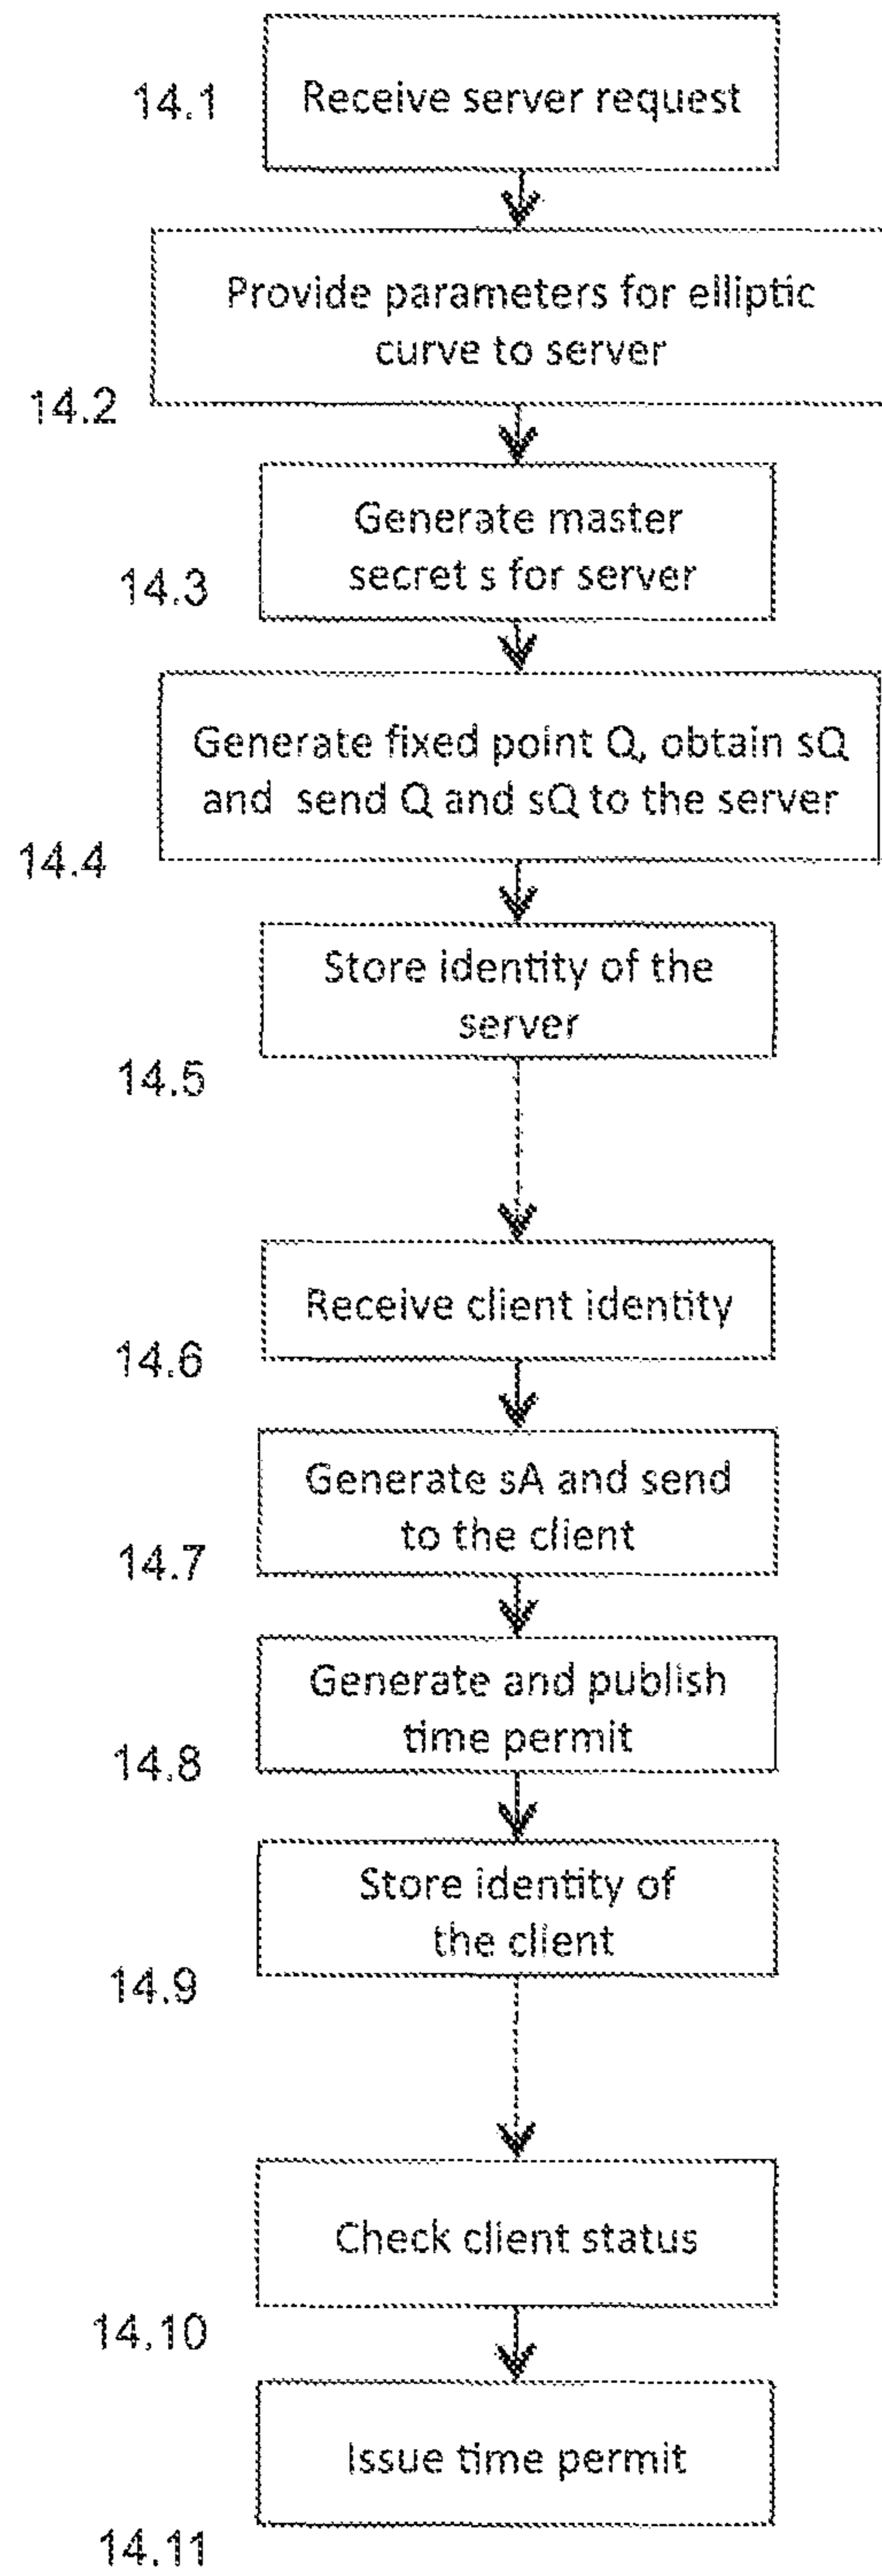 14.1
Receive server request
Provide parameters for elliptic
curve to server
14.2
Generate master
secret s for server
14.3
Generate fixed point Q, obtain sQ
and send Q and sQ to the server
14.4
Store identity of the
server
14.5
Receive client identity
14.6
Generate sA and send
to the client
14.7
Generate and publish
time permit
14.8
Store identity of
the client
14.9
Check client status
14.10
Issue time permit
14.11